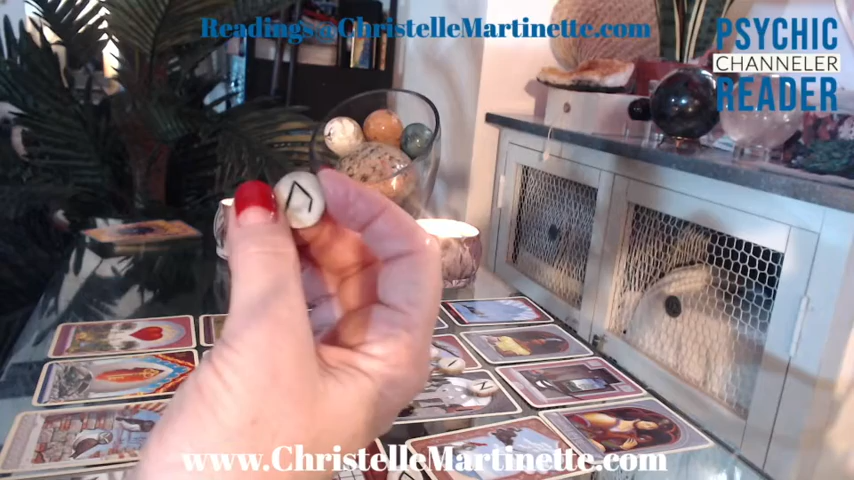 Readings@ChristelleMartinette.com
PSYCHIC
CHANNELER
READER
www.ChristelleMartinette.com